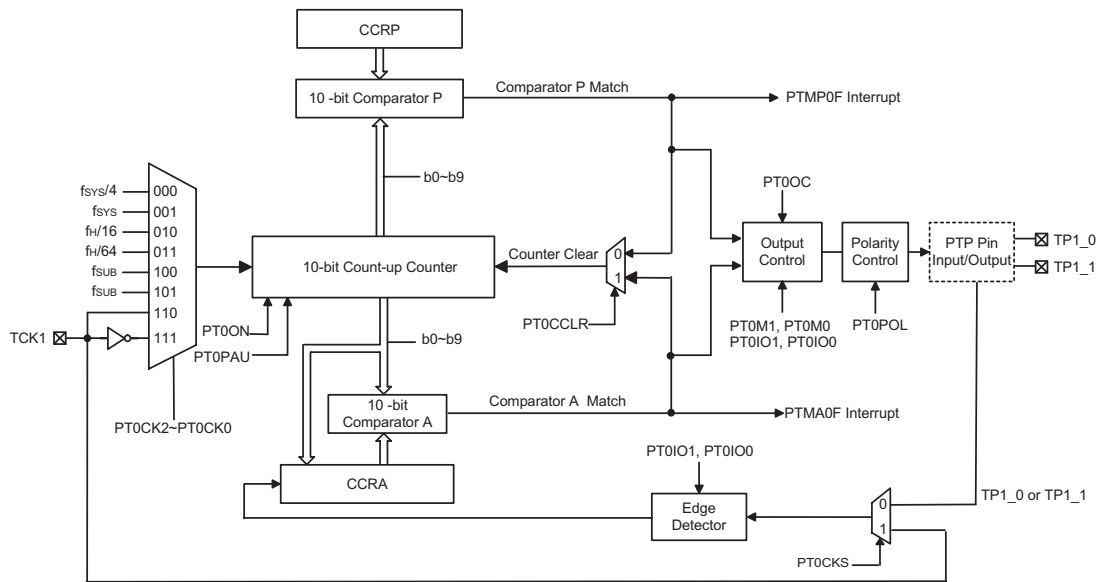 CCRP
10 -bit Comparator P
Comparator P Match
PTMP0F Interrupt
b0~b9
fSYS/4
000
fSYS
001
fH/16
010
fH/64
011
fSUB
100
fSUB
101
110
111
TCK1
PT0CK2~PT0CK0
10-bit Count-up Counter
PT0ON
PT0PAU
Counter Clear
0
1
PT0CCLR
PT0OC
Output
Control
PT0M1, PT0M0
PT0IO1, PT0IO0
Polarity
Control
PT0POL
PTP Pin
Input/Output
TP1_0
TP1_1
b0~b9
10 -bit
Comparator A
Comparator A Match
PTMA0F Interrupt
CCRA
PT0IO1, PT0IO0
Edge
Detector
0
1
TP1_0 or TP1_1
PT0CKS